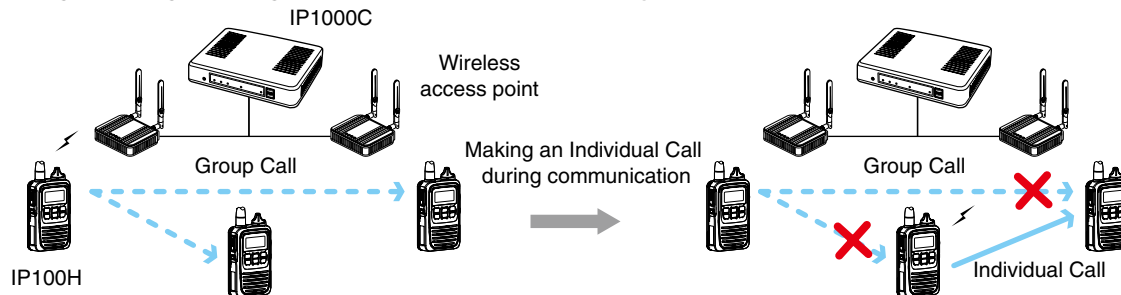 IP1000C
Wireless
access point
Group Call
IP100H
Making an Individual Call
during communication
Group Call
Individual Call